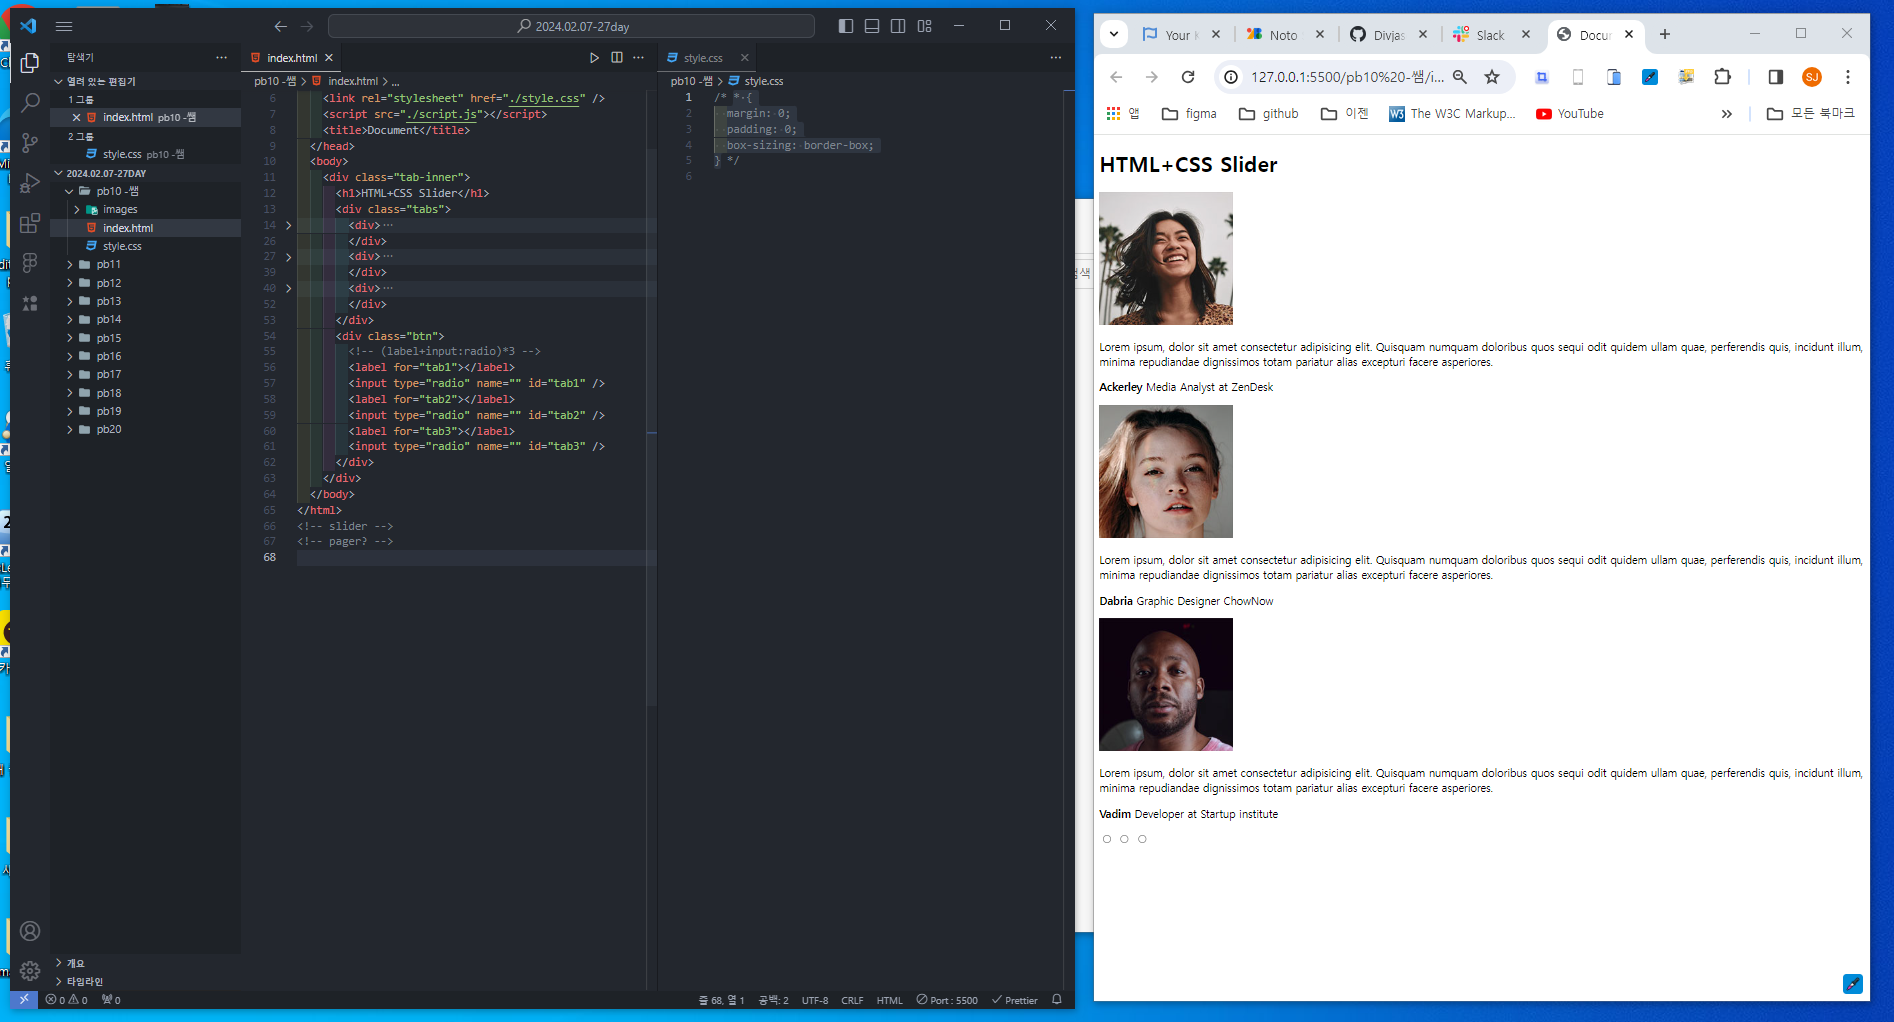 2024.02.07-27day
탐색기
열려 있는 편집기
1 그룹
index.html pb10 -쌤
2 그룹
style.css pb10 -쌤
2024.02.07-27DAY
pb10 -쌤
images
index.html
style.css
pb11
pb12
pb13
pb14
pb15
pb16
pb17
pb18
pb19
pb20
개요
타임라인
index.html
pb10 -쌤 > index.html > ...
6 <link rel="stylesheet" href="./style.css" />
7 <script src="./script.js"></script>
8 <title>Document</title>
9 </head>
10 <body>
11 <div class="tab-inner">
12 <h1>HTML+CSS Slider</h1>
13 <div class="tabs">
14 <div>...
26 </div>
27 <div>...
39 </div>
40 <div>...
52 </div>
53 </div>
54 <div class="btn">
55 <!-- (label+input:radio)*3 -->
56 <label for="tab1"></label>
57 <input type="radio" name="" id="tab1" />
58 <label for="tab2"></label>
59 <input type="radio" name="" id="tab2" />
60 <label for="tab3"></label>
61 <input type="radio" name="" id="tab3" />
62 </div>
63 </div>
64 </body>
65 </html>
66 <!-- slider -->
67 <!-- pager? -->
68
style.css
pb10 -쌤 > style.css
1 /* * {
2 margin: 0;
3 padding: 0;
4 box-sizing: border-box;
5 } */
6
0 0 0
줄 68, 열 1 공백: 2 UTF-8 CRLF HTML Port : 5500 Prettier
검색
Your Noto Divjas Slack Docur
127.0.0.1:5500/pb10%20-쌤/i...
SJ
앱 figma github 이젠 The W3C Markup... YouTube » 모든 북마크
HTML+CSS Slider
Lorem ipsum, dolor sit amet consectetur adipisicing elit. Quisquam numquam doloribus quos sequi odit quidem ullam quae, perferendis quis, incidunt illum,
minima repudiandae dignissimos totam pariatur alias excepturi facere asperiores.
Ackerley Media Analyst at ZenDesk
Lorem ipsum, dolor sit amet consectetur adipisicing elit. Quisquam numquam doloribus quos sequi odit quidem ullam quae, perferendis quis, incidunt illum,
minima repudiandae dignissimos totam pariatur alias excepturi facere asperiores.
Dabria Graphic Designer ChowNow
Lorem ipsum, dolor sit amet consectetur adipisicing elit. Quisquam numquam doloribus quos sequi odit quidem ullam quae, perferendis quis, incidunt illum,
minima repudiandae dignissimos totam pariatur alias excepturi facere asperiores.
Vadim Developer at Startup institute